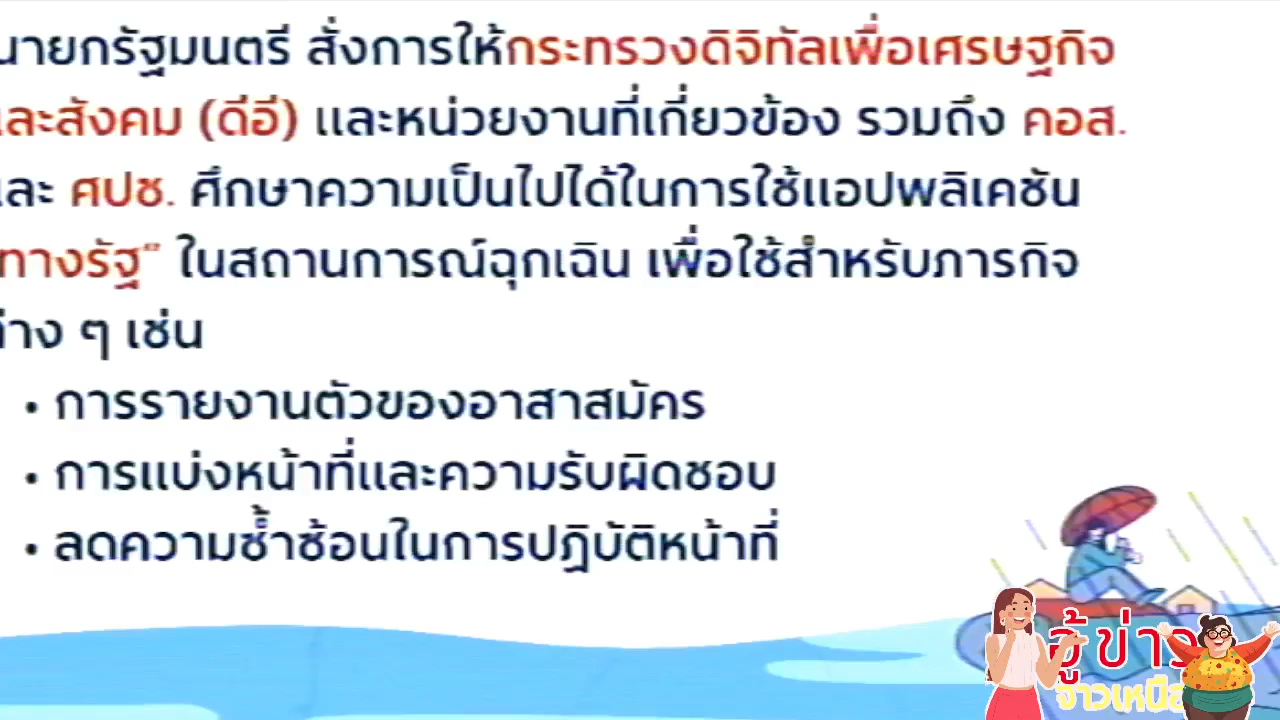 นายกรัฐมนตรี สั่งการให้กระทรวงดิจิทัลเพื่อเศรษฐกิจ
และสังคม (ดีอี) และหน่วยงานที่เกี่ยวข้อง รวมถึง คอส.
และ ศปช. ศึกษาความเป็นไปได้ในการใช้แอปพลิเคชัน
ทางรัฐ” ในสถานการณ์ฉุกเฉิน เพื่อใช้สำหรับภารกิจ
ต่าง ๆ เช่น
• การรายงานตัวของอาสาสมัคร
• การแบ่งหน้าที่และความรับผิดชอบ
• ลดความซ้ำซ้อนในการปฏิบัติหน้าที่
ฮู้ข่าว
จาวเหนือ